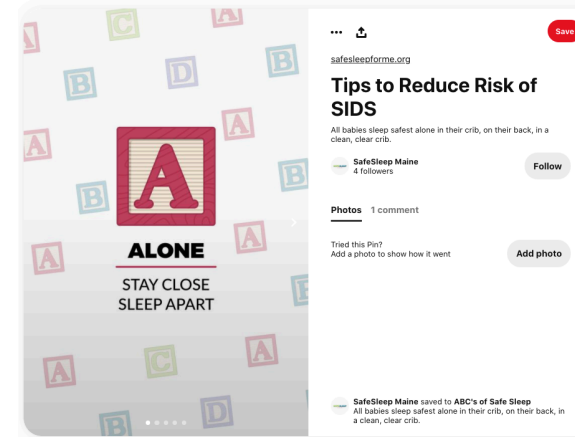 A
ALONE
STAY CLOSE
SLEEP APART
C
A
B
D
B
A
A
B
B
A
A
E
C
A
B
D
Save
safesleepforme.org
Tips to Reduce Risk of
SIDS
All babies sleep safest alone in their crib, on their back, in a
clean, clear crib.
SafeSleep Maine
4 followers
Follow
Photos 1 comment
Tried this Pin?
Add a photo to show how it went
Add photo
SafeSleep Maine saved to ABC's of Safe Sleep
All babies sleep safest alone in their crib, on their back, in
a clean, clear crib.